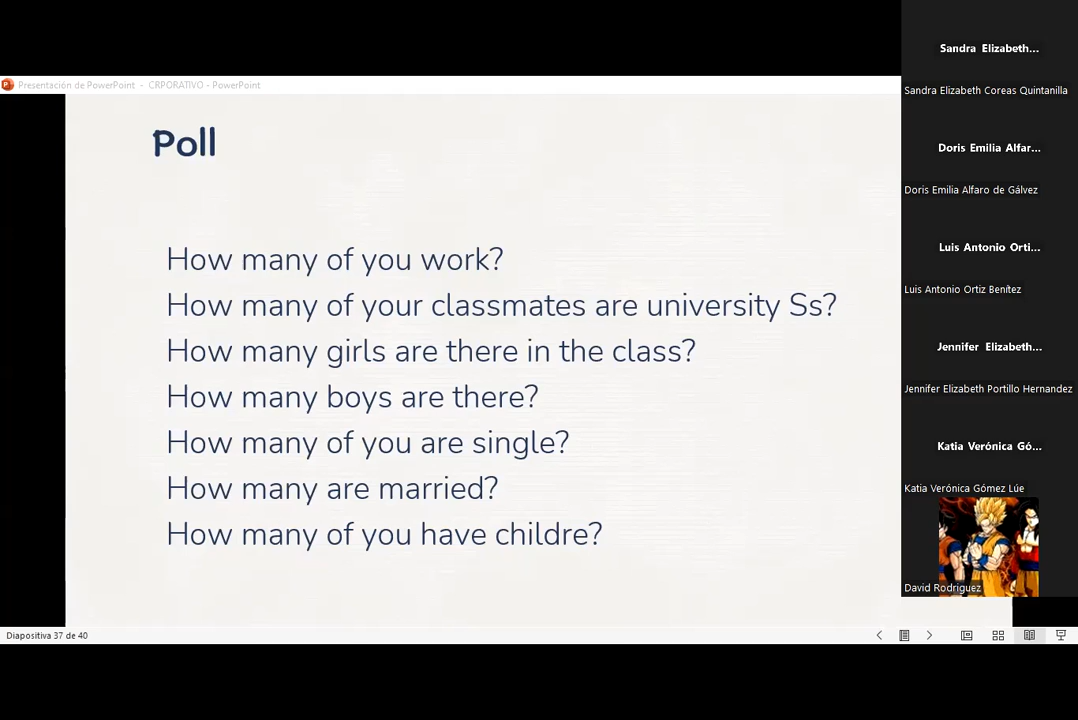 Presentación de PowerPoint - CRPORATIVO - PowerPoint
Poll
How many of you work?
How many of your classmates are university Ss?
How many girls are there in the class?
How many boys are there?
How many of you are single?
How many are married?
How many of you have childre?
Diapositiva 37 de 40
Sandra Elizabeth...
Sandra Elizabeth Coreas Quintanilla
Doris Emilia Alfar...
Doris Emilia Alfaro de Gálvez
Luis Antonio Orti...
Luis Antonio Ortiz Benítez
Jennifer Elizabeth...
Jennifer Elizabeth Portillo Hernandez
Katia Verónica Gó...
Katia Verónica Gómez Lúe
David Rodriguez